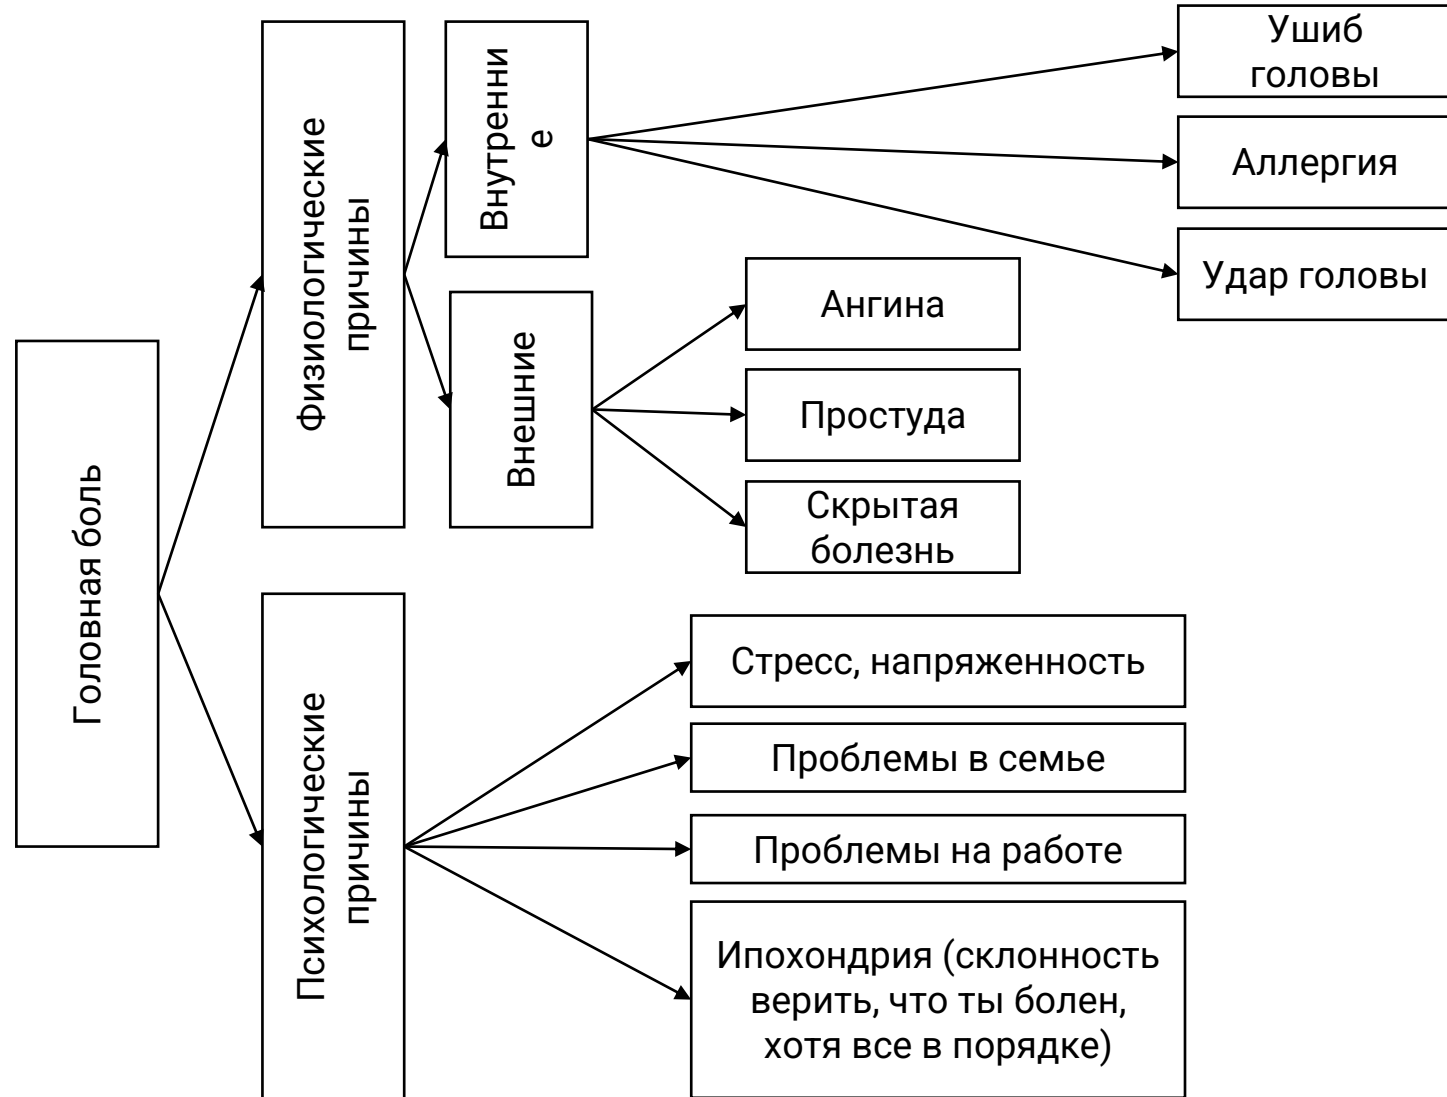 Головная боль
Физиологические
причины
Внутренни
е
Ушиб
головы
Аллергия
Удар головы
Внешние
Ангина
Простуда
Скрытая
болезнь
Психологические
причины
Стресс, напряженность
Проблемы в семье
Проблемы на работе
Ипохондрия (склонность
верить, что ты болен,
хотя все в порядке)